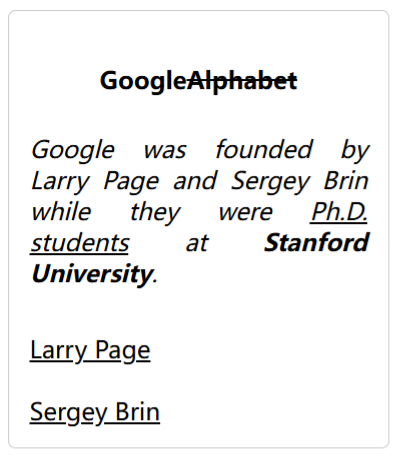 GoogleAlphabet
Google was founded by
Larry Page and Sergey Brin
while they were Ph.D.
students at Stanford
University.
Larry Page
Sergey Brin